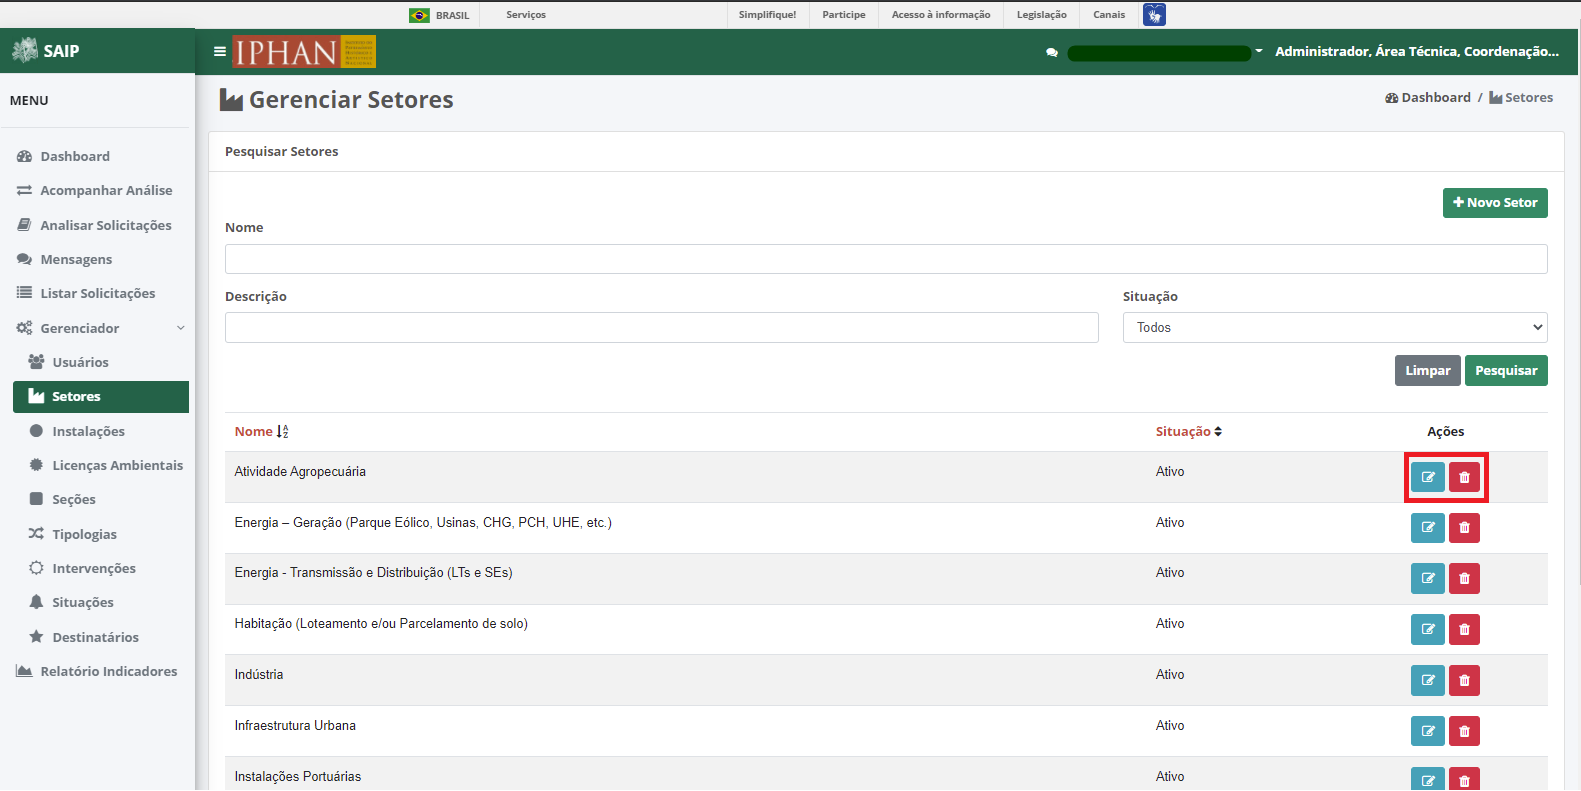 BRASIL Serviços Simplifique! Participe Acesso à informação Legislação Canais
SAIP
IPHAN
Administrador, Área Técnica, Coordenação...
MENU
Dashboard
Acompanhar Análise
Analisar Solicitações
Mensagens
Listar Solicitações
Gerenciador
Usuários
Setores
Instalações
Licenças Ambientais
Seções
Tipologias
Intervenções
Situações
Destinatários
Relatório Indicadores
Gerenciar Setores
Dashboard / Setores
Pesquisar Setores
Novo Setor
Nome
Descrição Situação
Todos
Limpar Pesquisar
Nome Situação Ações
Atividade Agropecuária Ativo
Energia – Geração (Parque Eólico, Usinas, CHG, PCH, UHE, etc.) Ativo
Energia - Transmissão e Distribuição (LTs e SEs) Ativo
Habitação (Loteamento e/ou Parcelamento de solo) Ativo
Indústria Ativo
Infraestrutura Urbana Ativo
Instalações Portuárias Ativo